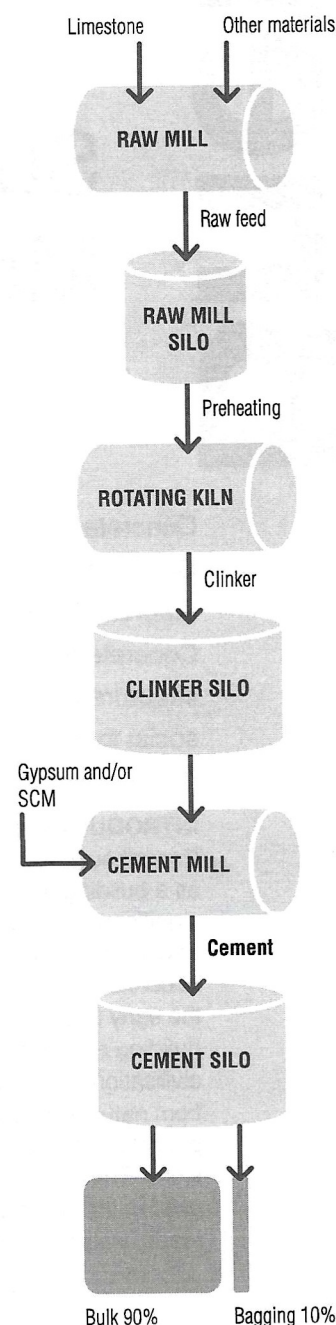 Limestone
Other materials
RAW MILL
Raw feed
RAW MILL
SILO
Preheating
ROTATING KILN
Clinker
CLINKER SILO
Gypsum and/or
SCM
CEMENT MILL
Cement
CEMENT SILO
Bulk 90%
Bagging 10%